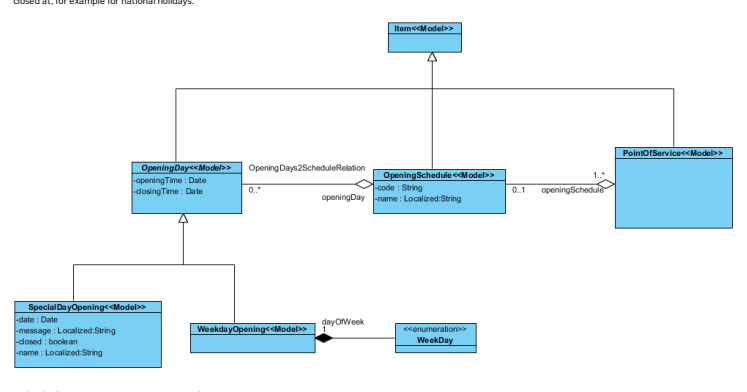 closed at, for example for national holidays.
Item<<Model>>
OpeningDay<<Model>>
-openingTime : Date
-closingTime : Date
OpeningDays2ScheduleRelation
0..*
openingDay
OpeningSchedule<<Model>>
-code : String
-name : Localized:String
0..1
1..*
openingSchedule
PointOfService<<Model>>
SpecialDayOpening<<Model>>
-date : Date
-message : Localized:String
-closed : boolean
-name : Localized:String
WeekdayOpening<<Model>>
dayOfWeek
1
<<enumeration>>
WeekDay